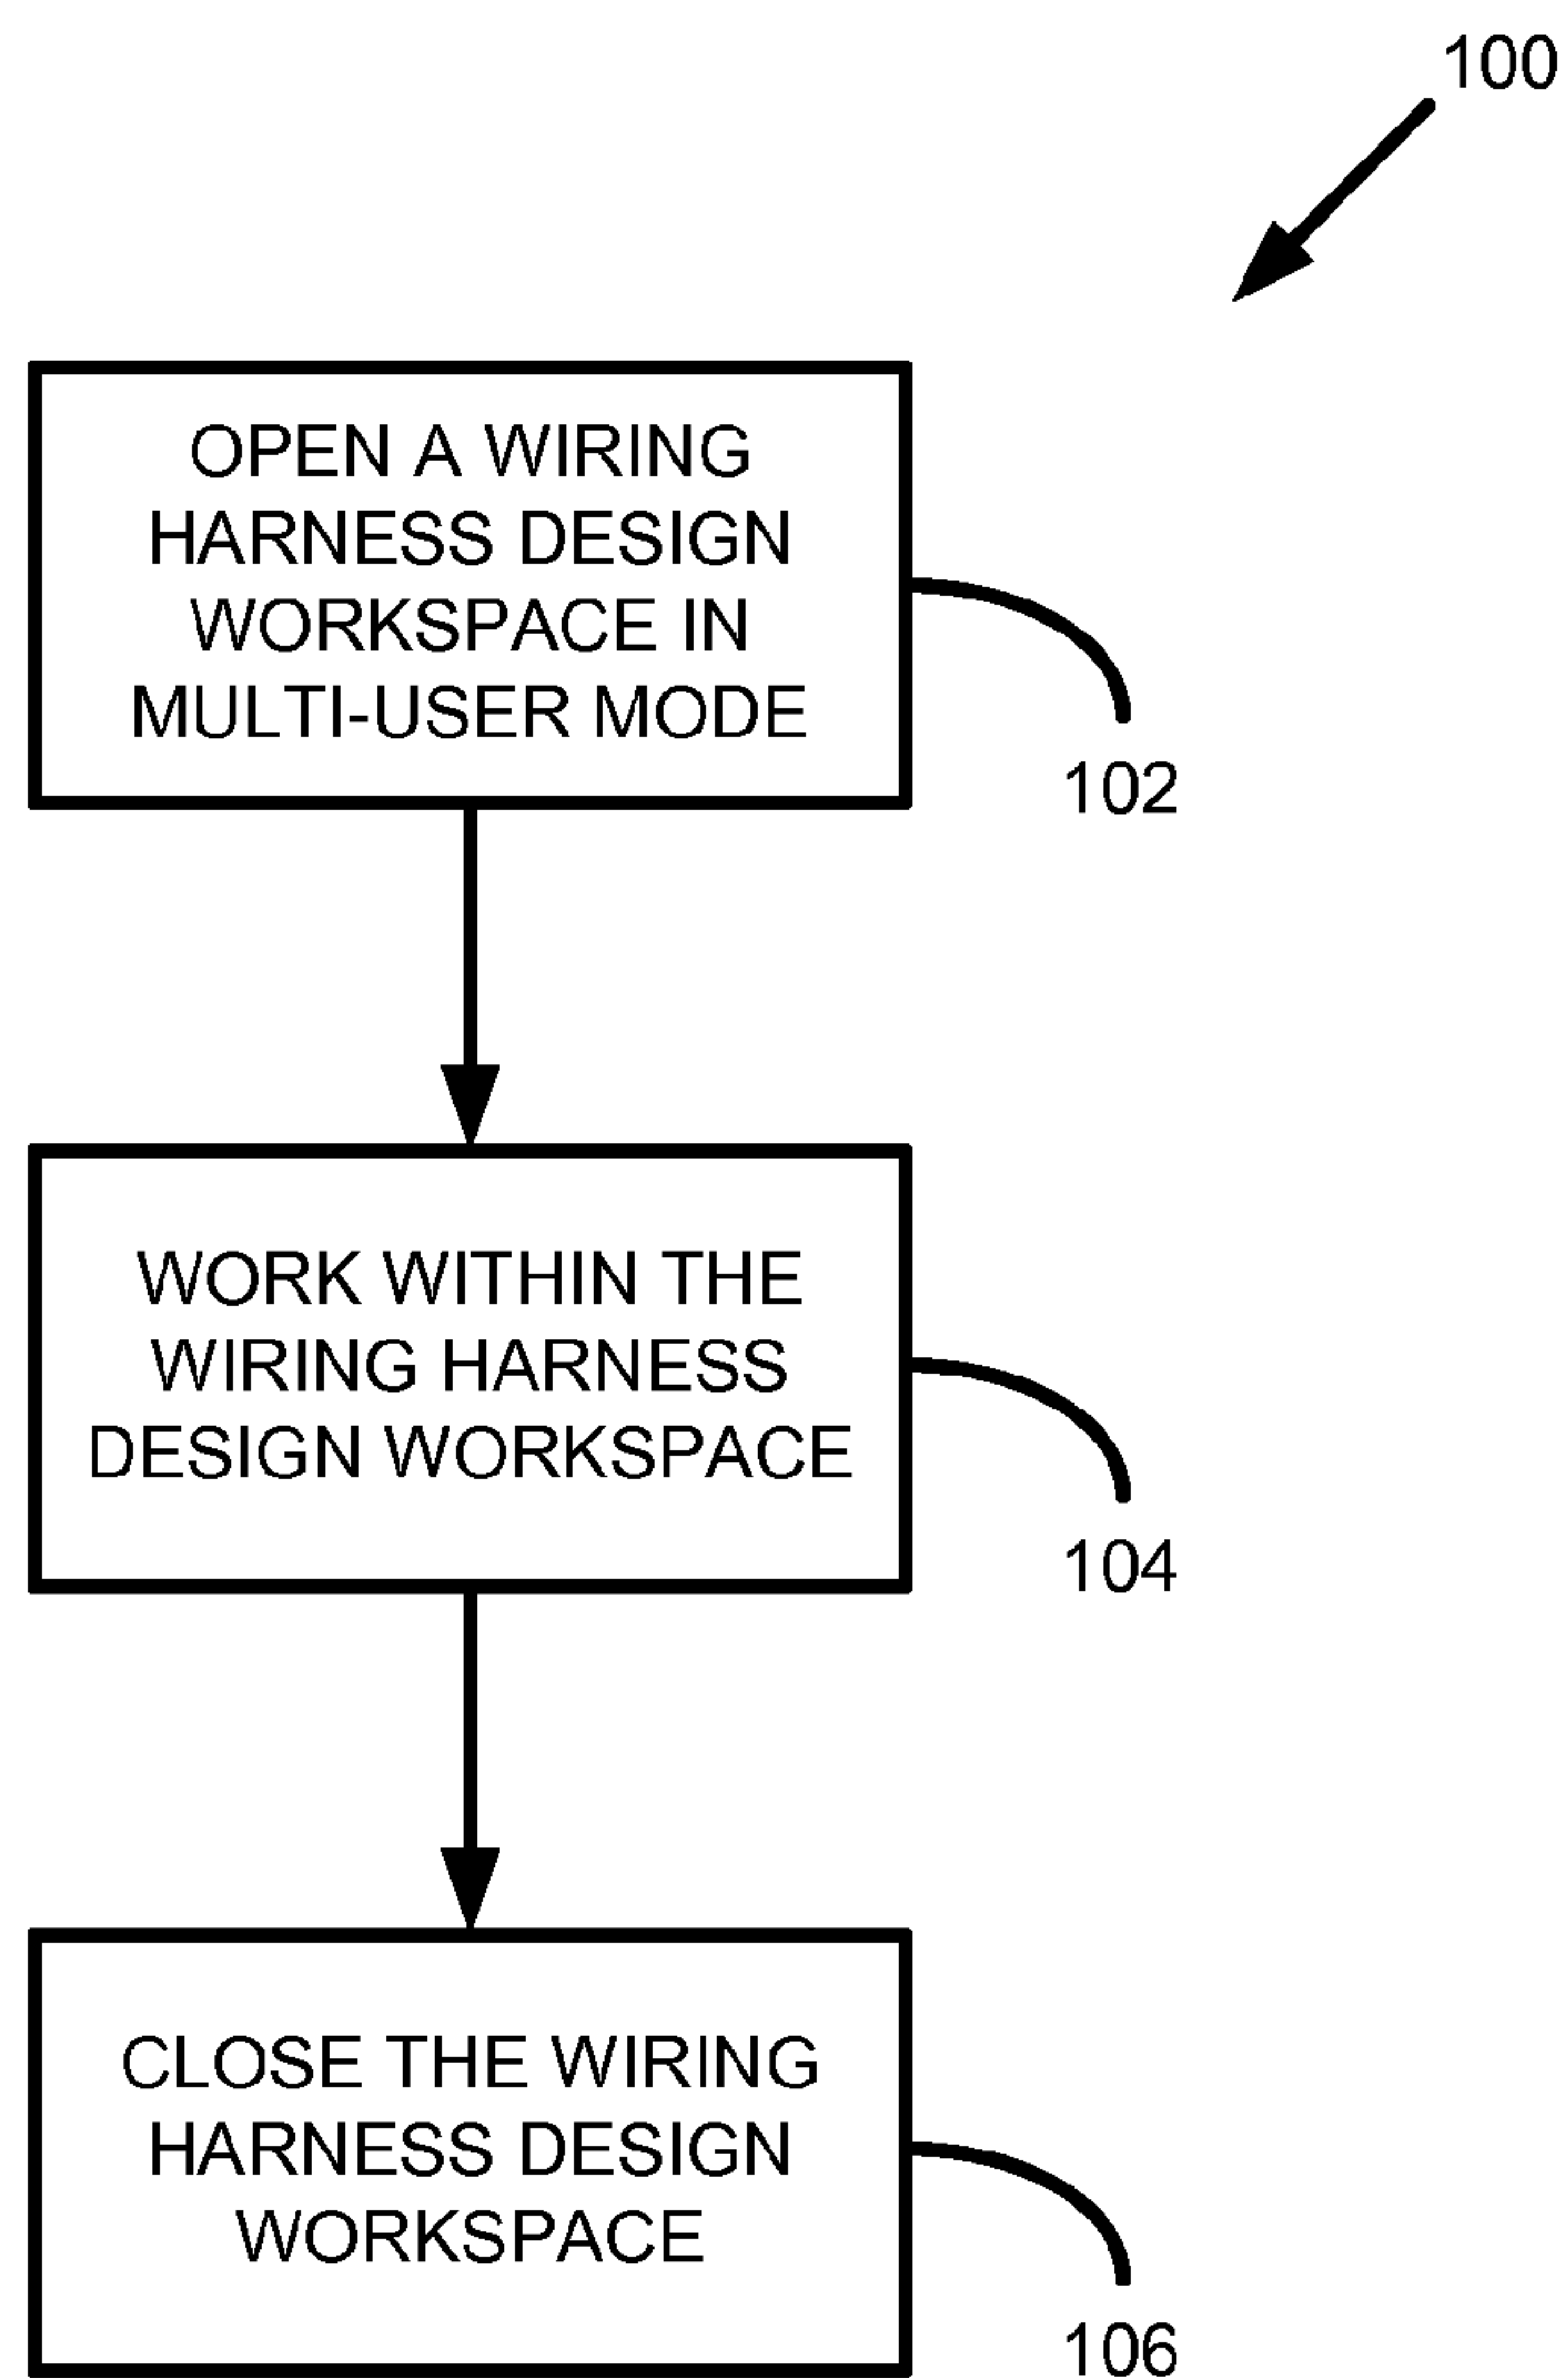 100
OPEN A WIRING
HARNESS DESIGN
WORKSPACE IN
MULTI-USER MODE
102
WORK WITHIN THE
WIRING HARNESS
DESIGN WORKSPACE
104
CLOSE THE WIRING
HARNESS DESIGN
WORKSPACE
106